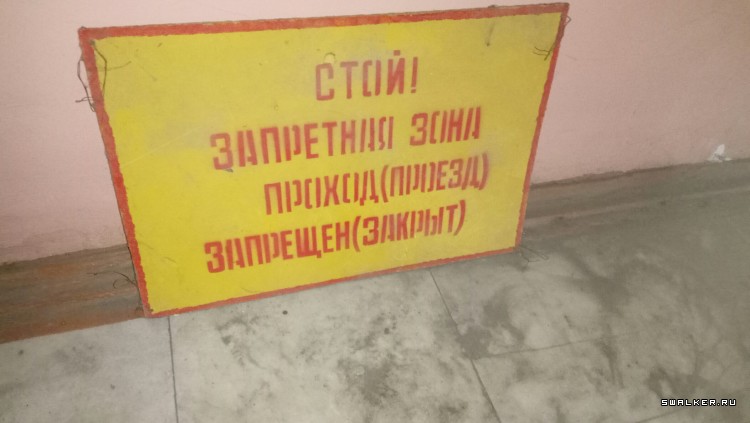 СТОЙ!
ЗАПРЕТНАЯ ЗОНА
ПРОХОД(ПРОЕЗД)
ЗАПРЕЩЕН(ЗАКРЫТ)
SWALKER.RU